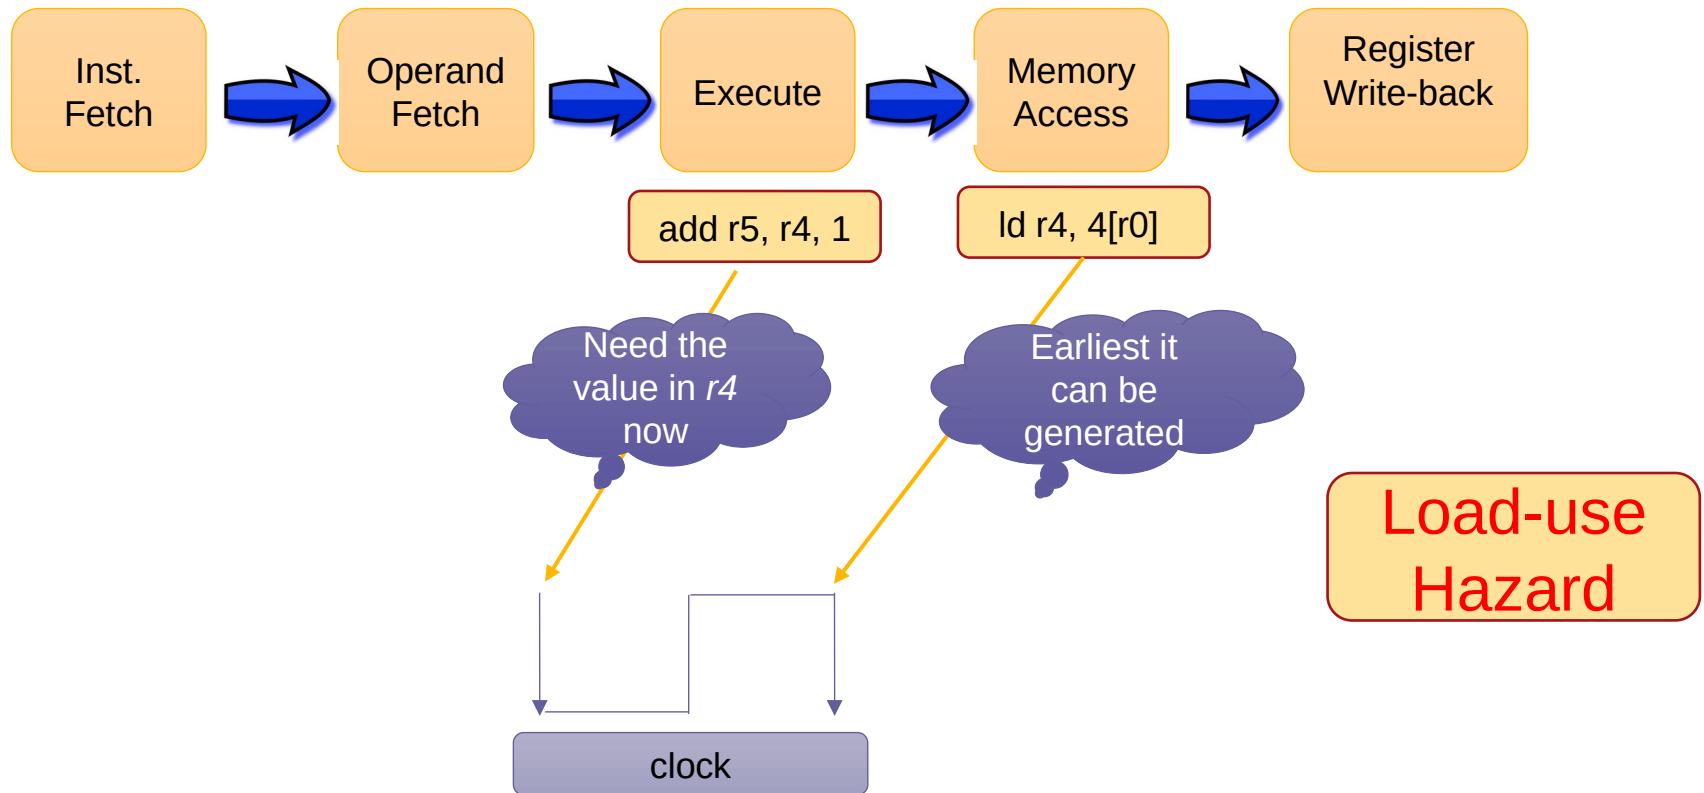 Inst.
Fetch
Operand
Fetch
Execute
Memory
Access
Register
Write-back
add r5, r4, 1
ld r4, 4[r0]
Need the
value in r4
now
Earliest it
can be
generated
Load-use
Hazard
clock